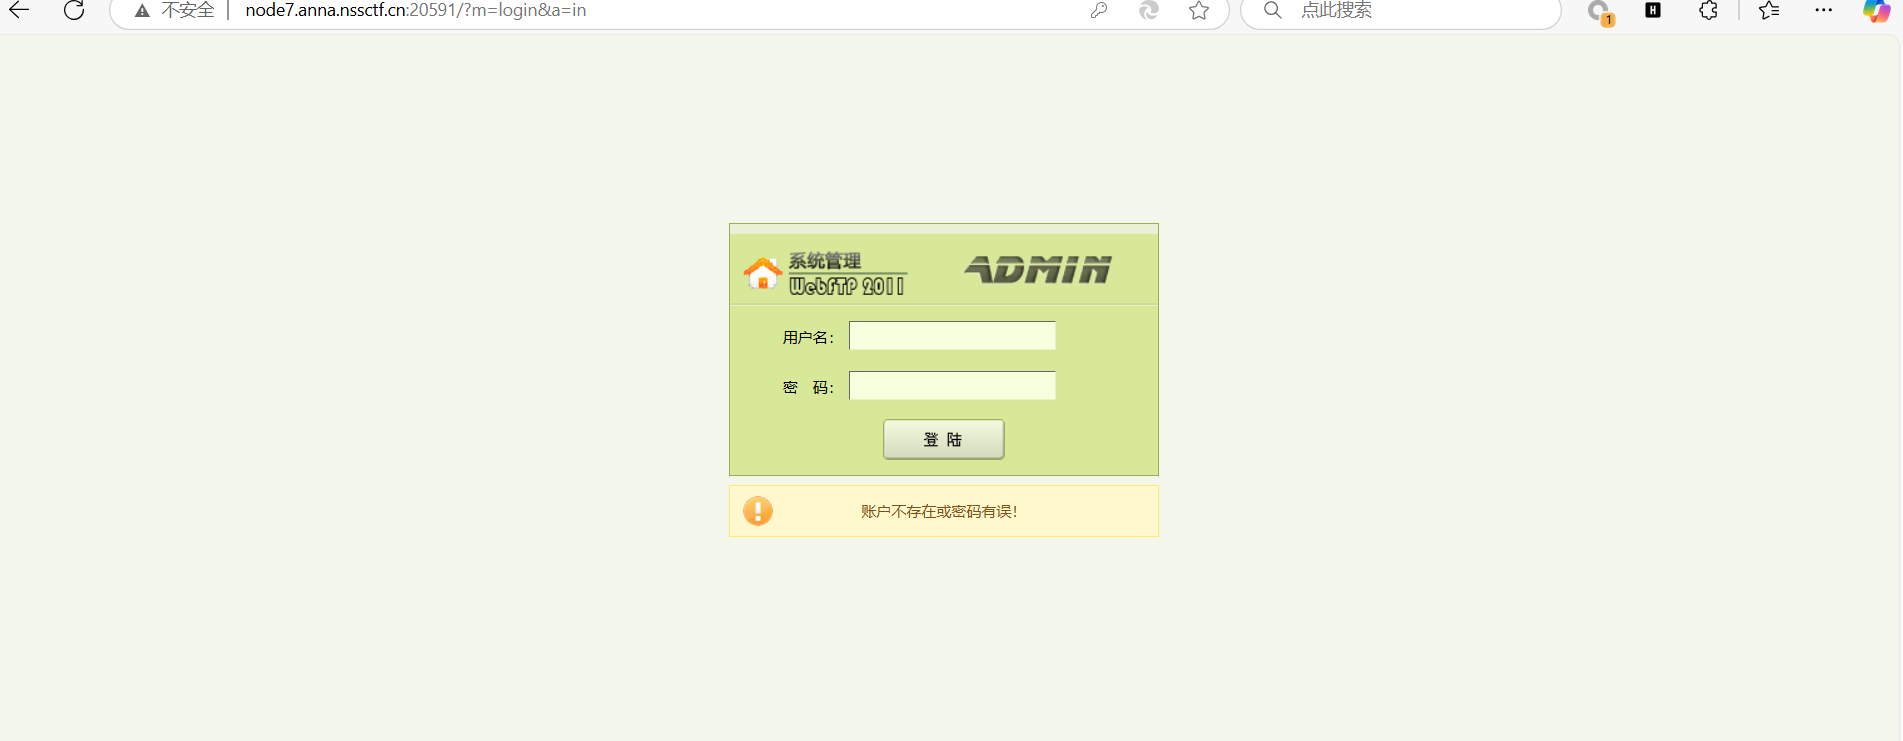 不安全 node7.anna.nssctf.cn:20591/?m=login&a=in 点此搜索 1 H
系统管理
WebfTP 2011
ADMIN
用户名：
密 码：
登 陆
账户不存在或密码有误！